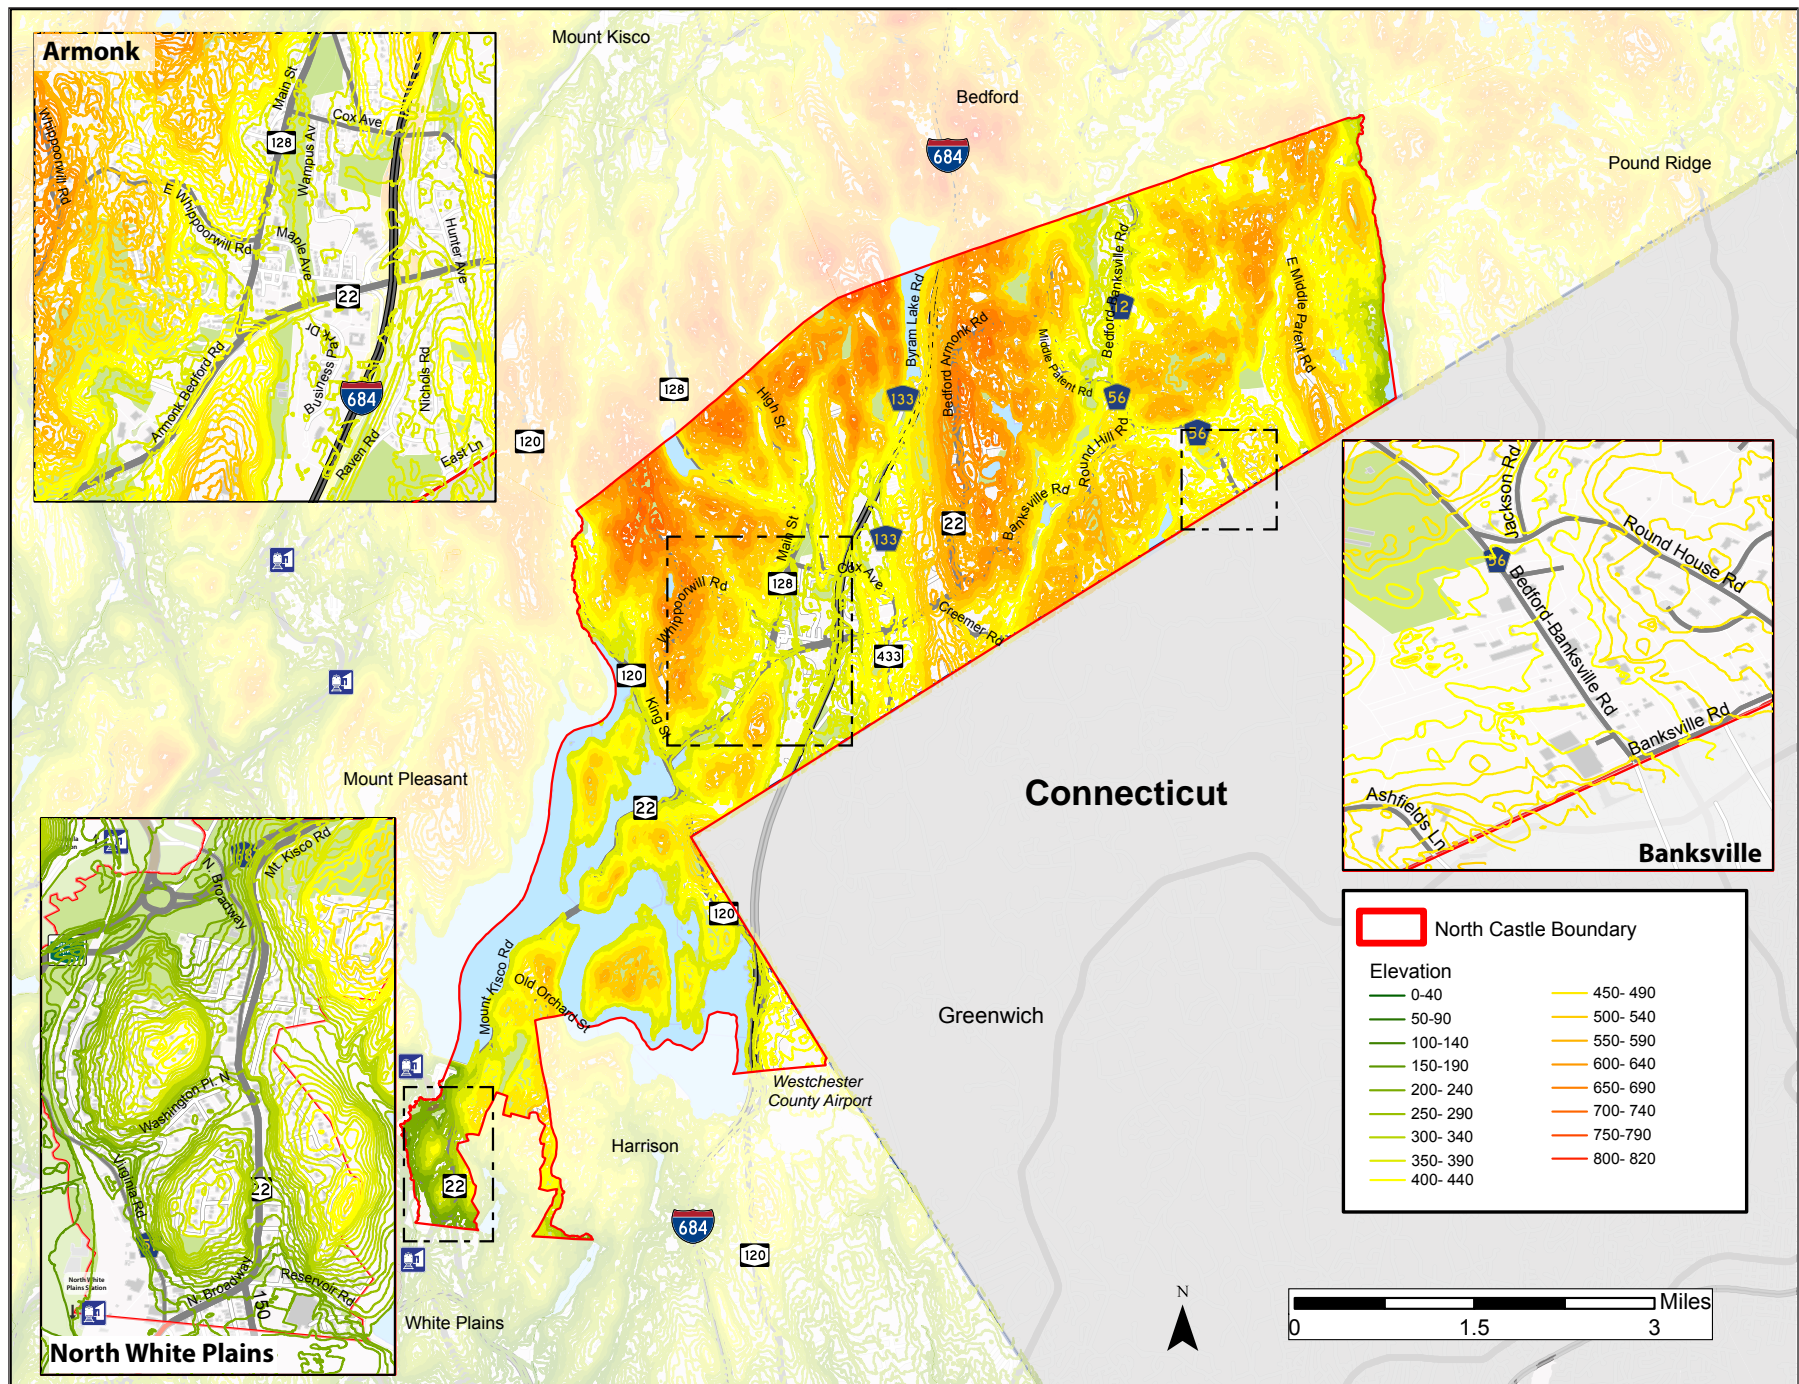 Armonk
Main St
Cox Ave
128
Wampus Av
Whippoorwill Rd
E Whippoorwill Rd
Maple Ave
Hunter Ave
22
Business Park Dr
Armonk Bedford Rd
684
Nichols Rd
Raven Rd
East Ln
Mount Kisco
Bedford
684
Pound Ridge
Byram Lake Rd
Bedford Armonk Rd
Bedford-Banksville Rd
12
E Middle Patent Rd
Middle Patent Rd
128
High St
133
56
56
Round Hill Rd
120
Banksville Rd
22
133
Main St
128
Cox Ave
Whippoorwill Rd
Creemer Rd
433
120
King St
Mount Pleasant
22
Connecticut
120
Mount Kisco Rd
Old Orchard St
Greenwich
Westchester
County Airport
Harrison
22
684
120
White Plains
Jackson Rd
Round House Rd
56
Bedford-Banksville Rd
Banksville Rd
Ashfields Ln
Banksville
Mt. Kisco Rd
N. Broadway
Washington Pl. N
Virginia Rd
22
North White
Plains Station
N. Broadway
Reservoir Rd
150
North White Plains
North Castle Boundary
Elevation
0-40
50-90
100-140
150-190
200- 240
250- 290
300- 340
350- 390
400- 440
450- 490
500- 540
550- 590
600- 640
650- 690
700- 740
750-790
800- 820
N
Miles
0 1.5 3